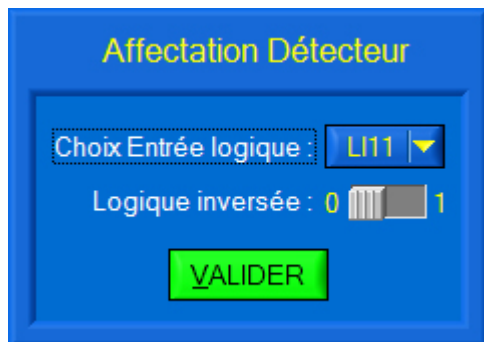 Affectation Détecteur
Choix Entrée logique : LI11
Logique inversée : 0 1
VALIDER